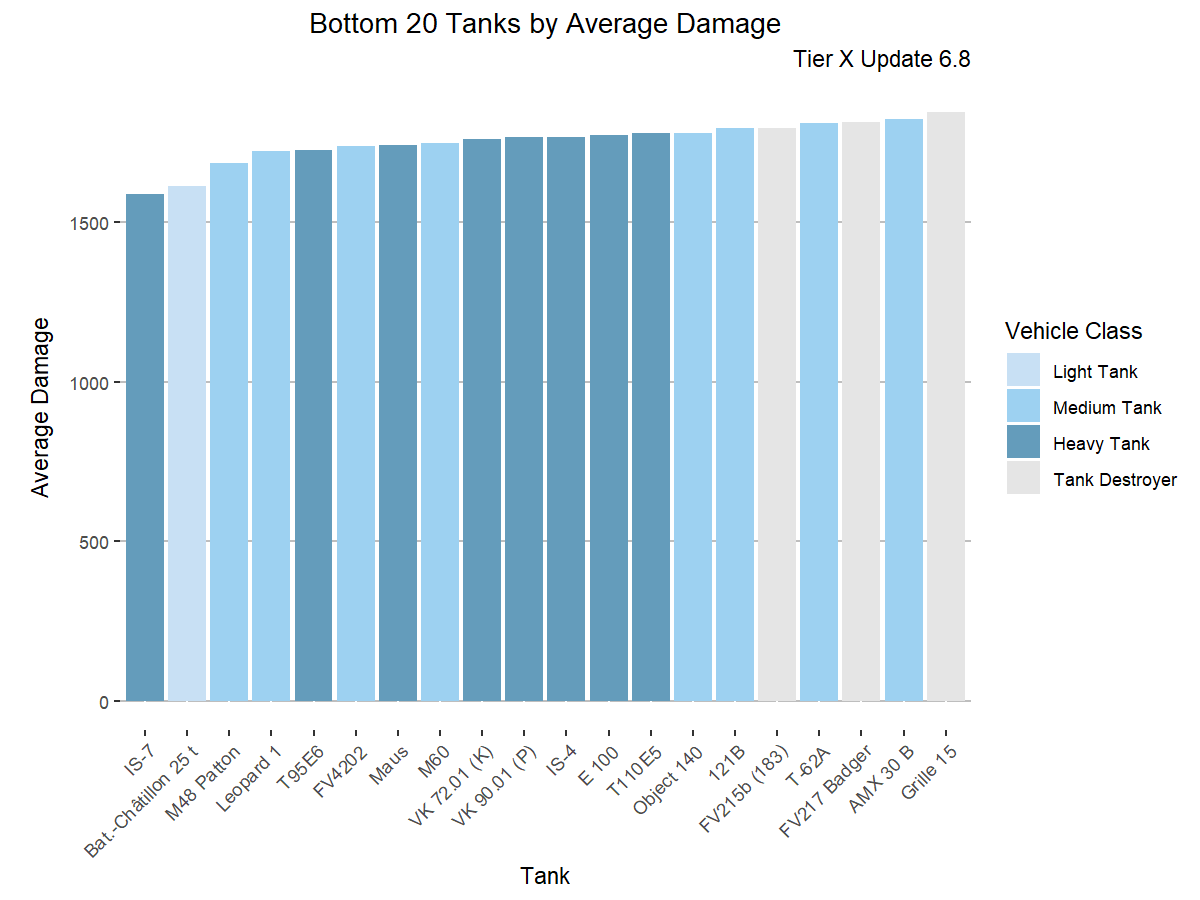 Bottom 20 Tanks by Average Damage
Tier X Update 6.8
Average Damage
1500
1000
500
0
IS-7
Bat.-Châtillon 25 t
M48 Patton
Leopard 1
T95E6
FV4202
Maus
M60
VK 72.01 (K)
VK 90.01 (P)
IS-4
E 100
T110E5
Object 140
121B
FV215b (183)
T-62A
FV217 Badger
AMX 30 B
Grille 15
Tank
Vehicle Class
Light Tank
Medium Tank
Heavy Tank
Tank Destroyer